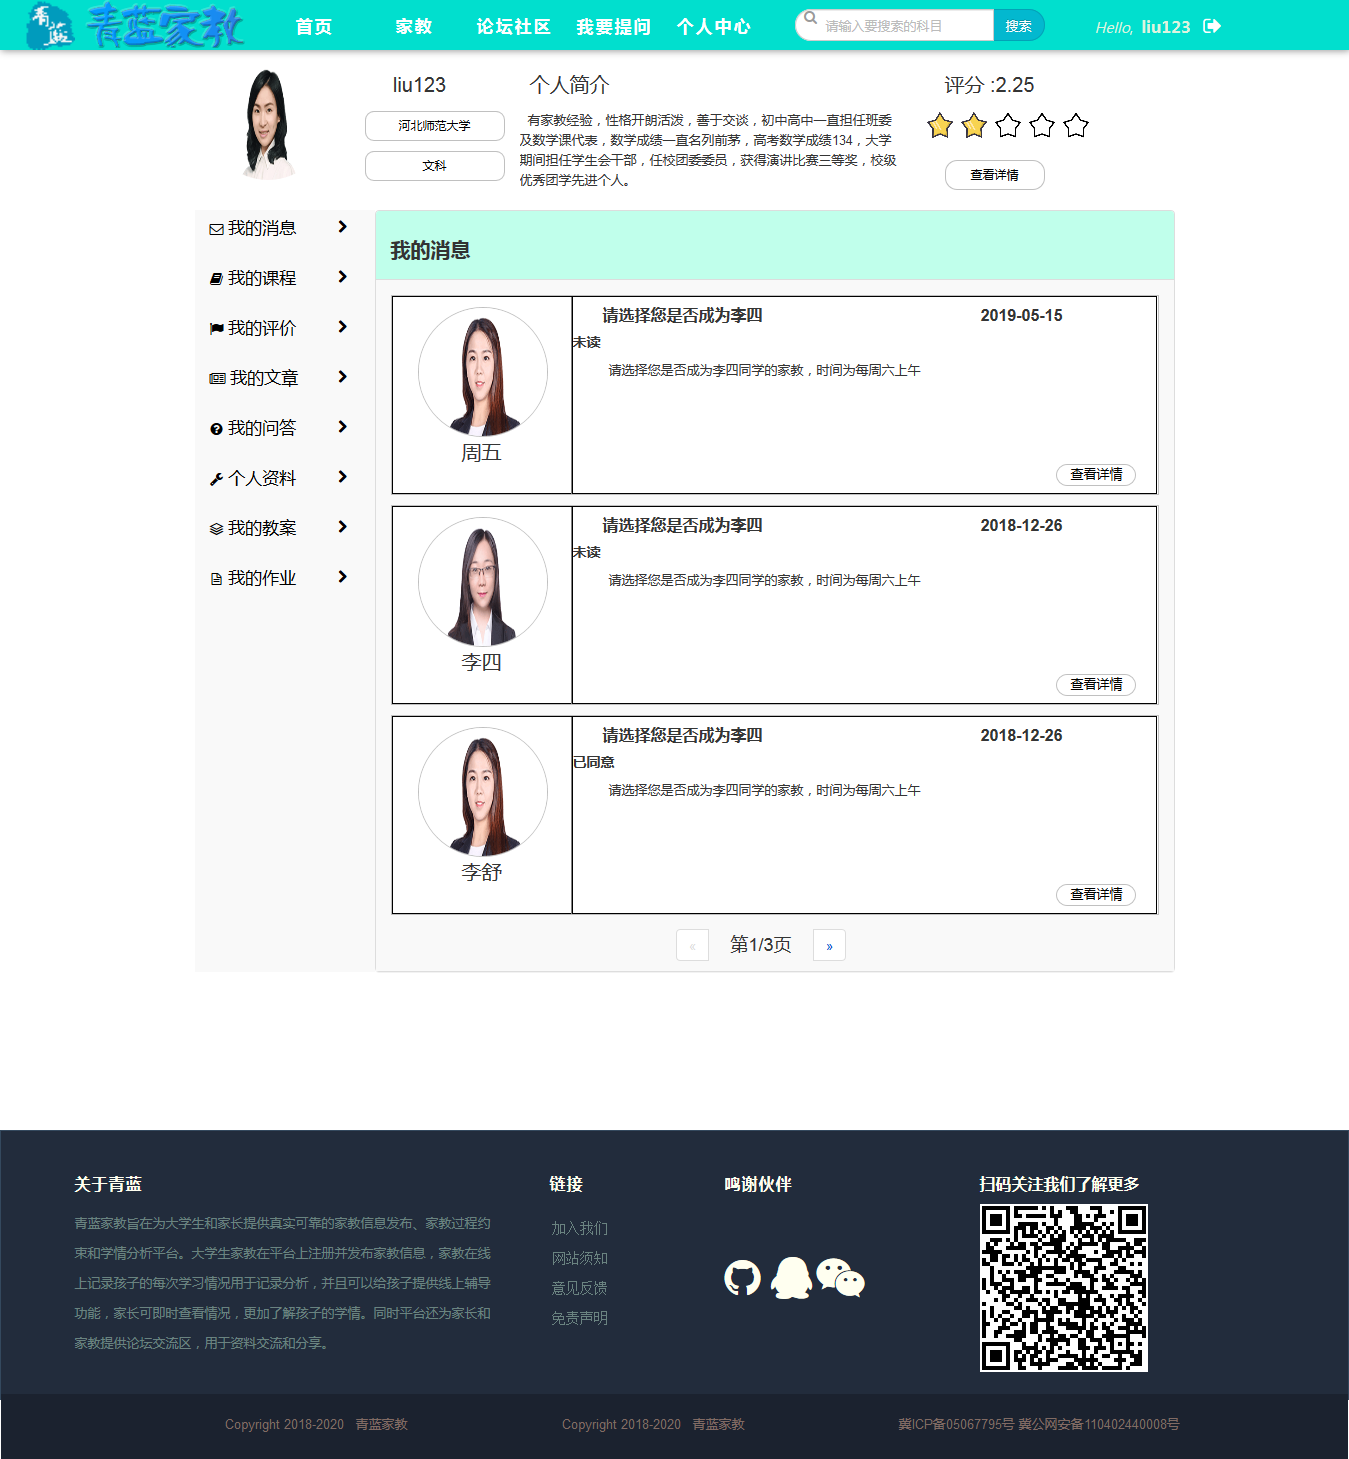 青蓝 青蓝家教 首页 家教 论坛社区 我要提问 个人中心 请输入要搜索的科目 搜索 Hello, liu123
liu123 个人简介 评分 :2.25
河北师范大学
文科
有家教经验，性格开朗活泼，善于交谈，初中高中一直担任班委
及数学课代表，数学成绩一直名列前茅，高考数学成绩134，大学
期间担任学生会干部，任校团委委员，获得演讲比赛三等奖，校级
优秀团学先进个人。
查看详情
我的消息
我的课程
我的评价
我的文章
我的问答
个人资料
我的教案
我的作业
我的消息
请选择您是否成为李四 2019-05-15
未读
请选择您是否成为李四同学的家教，时间为每周六上午
周五
查看详情
请选择您是否成为李四 2018-12-26
未读
请选择您是否成为李四同学的家教，时间为每周六上午
李四
查看详情
请选择您是否成为李四 2018-12-26
已同意
请选择您是否成为李四同学的家教，时间为每周六上午
李舒
查看详情
« 第1/3页 »
关于青蓝
青蓝家教旨在为大学生和家长提供真实可靠的家教信息发布、家教过程约
束和学情分析平台。大学生家教在平台上注册并发布家教信息，家教在线
上记录孩子的每次学习情况用于记录分析，并且可以给孩子提供线上辅导
功能，家长可即时查看情况，更加了解孩子的学情。同时平台还为家长和
家教提供论坛交流区，用于资料交流和分享。
链接
加入我们
网站须知
意见反馈
免责声明
鸣谢伙伴
扫码关注我们了解更多
Copyright 2018-2020 青蓝家教 Copyright 2018-2020 青蓝家教 冀ICP备05067795号 冀公网安备110402440008号